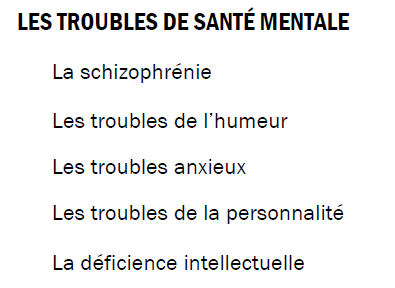 LES TROUBLES DE SANTÉ MENTALE
La schizophrénie
Les troubles de l'humeur
Les troubles anxieux
Les troubles de la personnalité
La déficience intellectuelle